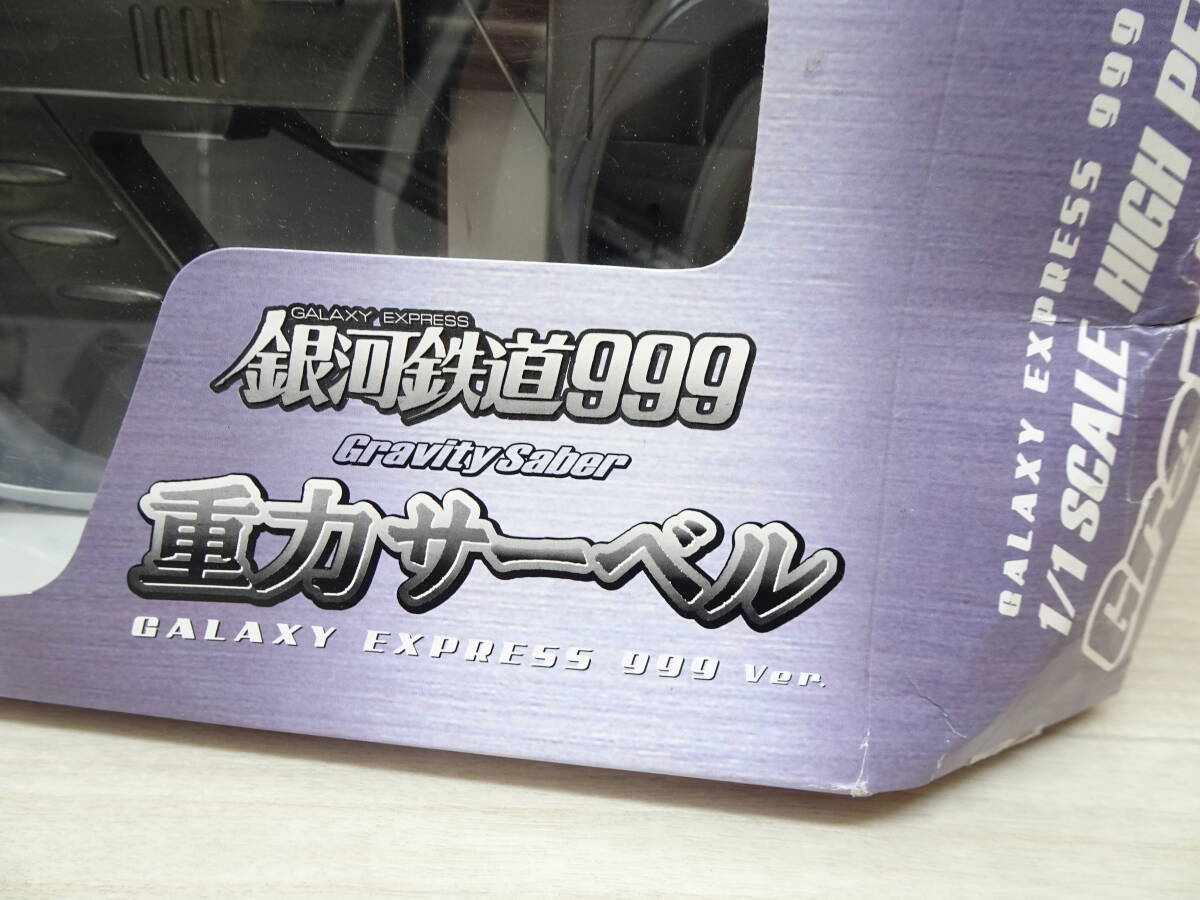 GALAXY EXPRESS
銀河鉄道999
Gravity Saber
重力サーベル
GALAXY EXPRESS 999 Ver.
GALAXY EXPRESS 999
1/1 SCALE HIGH